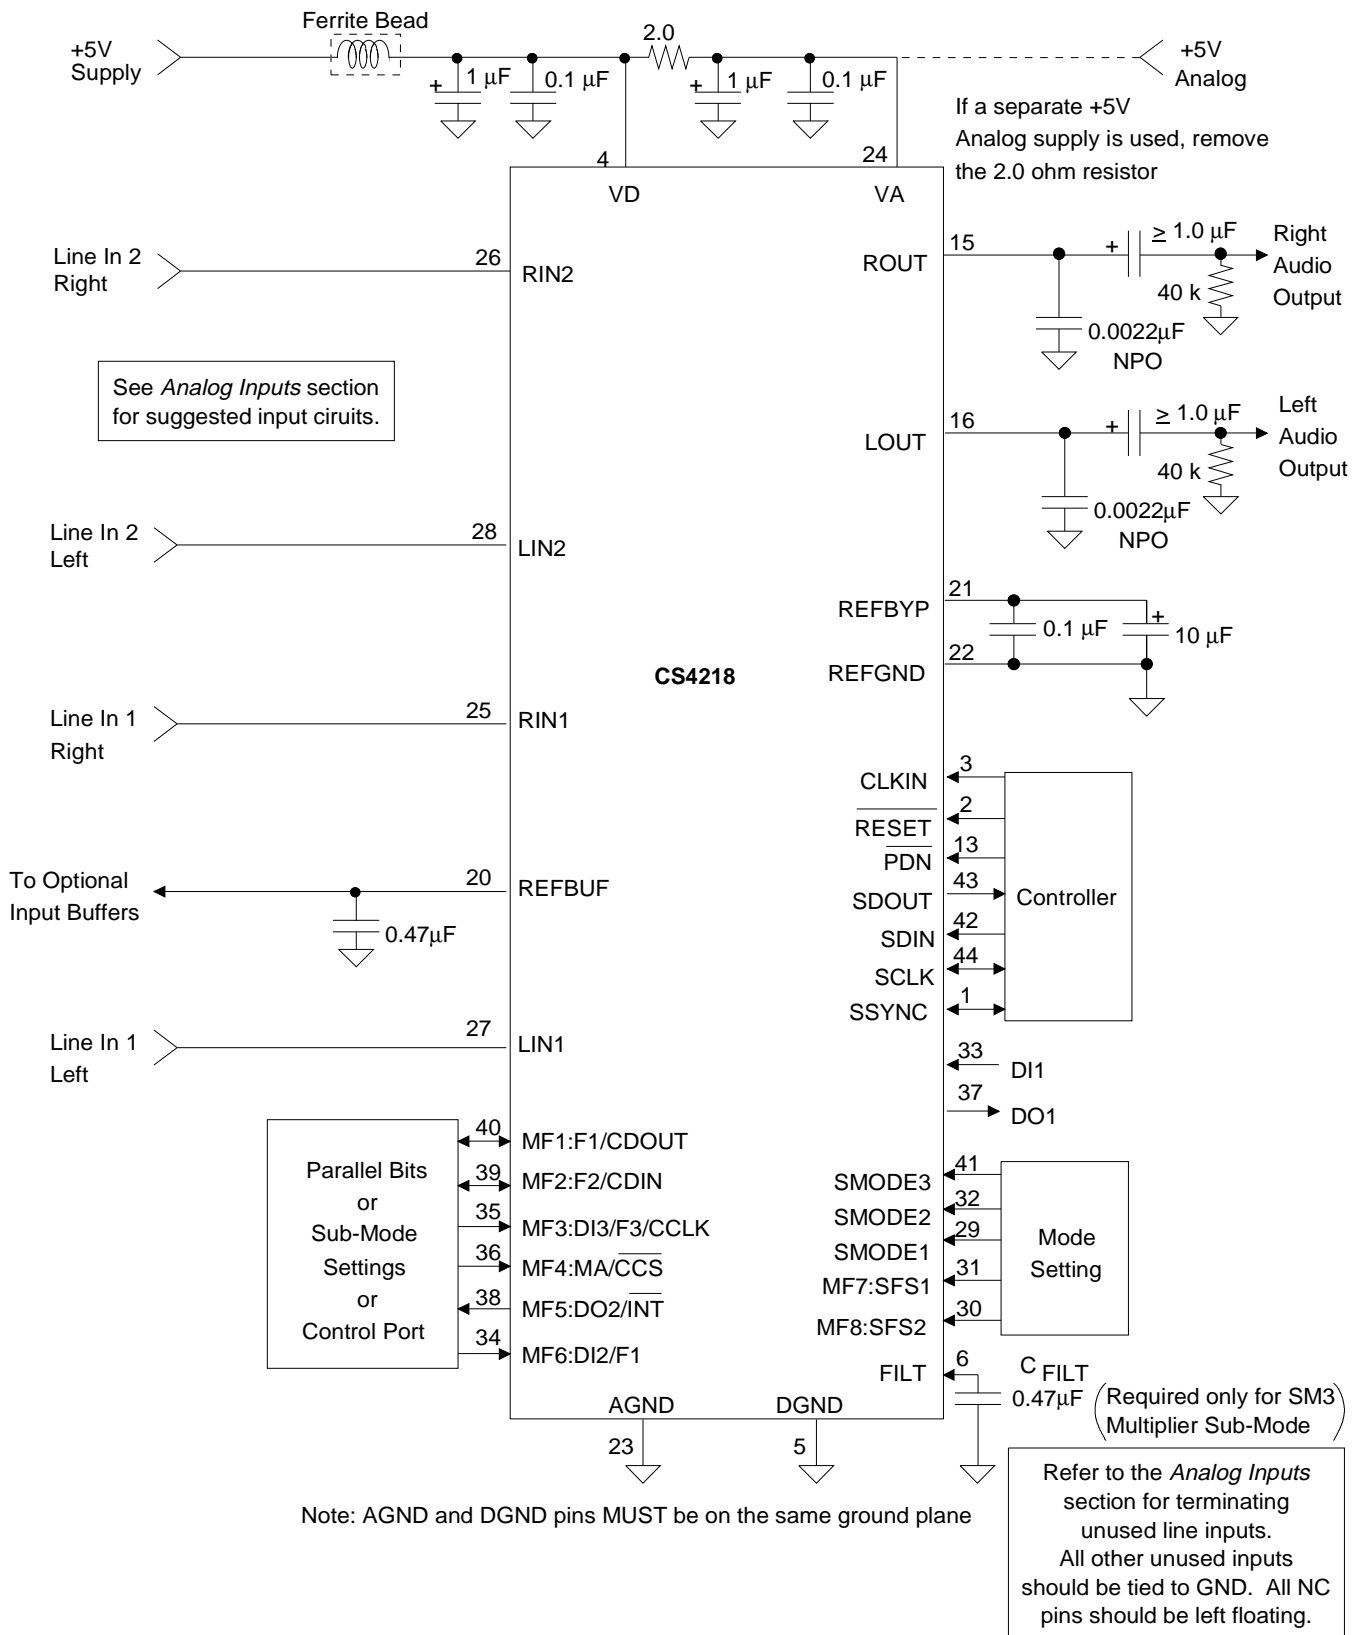 Ferrite Bead
+5V
Supply
+
1 µF
0.1 µF
2.0
+
1 µF
0.1 µF
+5V
Analog
If a separate +5V
Analog supply is used, remove
the 2.0 ohm resistor
4
24
VD
VA
Line In 2
Right
26
RIN2
See Analog Inputs section
for suggested input ciruits.
Line In 2
Left
28
LIN2
Line In 1
Right
25
RIN1
To Optional
Input Buffers
20
REFBUF
0.47µF
Line In 1
Left
27
LIN1
CS4218
ROUT
15
+
≥ 1.0 µF
40 k
Right
Audio
Output
0.0022µF
NPO
LOUT
16
+
≥ 1.0 µF
40 k
Left
Audio
Output
0.0022µF
NPO
REFBYP
21
0.1 µF
+
10 µF
REFGND
22
CLKIN
3
RESET
2
PDN
13
SDOUT
43
SDIN
42
SCLK
44
SSYNC
1
Controller
33
DI1
37
DO1
Parallel Bits
or
Sub-Mode
Settings
or
Control Port
40
MF1:F1/CDOUT
39
MF2:F2/CDIN
35
MF3:DI3/F3/CCLK
36
MF4:MA/CCS
38
MF5:DO2/INT
34
MF6:DI2/F1
SMODE3
41
SMODE2
32
SMODE1
29
MF7:SFS1
31
MF8:SFS2
30
Mode
Setting
FILT
6
C FILT
0.47µF
(Required only for SM3
Multiplier Sub-Mode)
AGND
DGND
23
5
Note: AGND and DGND pins MUST be on the same ground plane
Refer to the Analog Inputs
section for terminating
unused line inputs.
All other unused inputs
should be tied to GND. All NC
pins should be left floating.